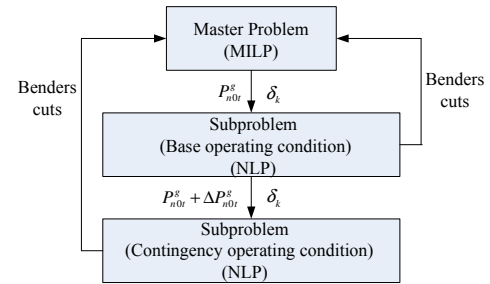 Master Problem
(MILP)
Benders
cuts
Benders
cuts
P^g_{n0t} δ_k
Subproblem
(Base operating condition)
(NLP)
P^g_{n0t} + ΔP^g_{n0t} δ_k
Subproblem
(Contingency operating condition)
(NLP)